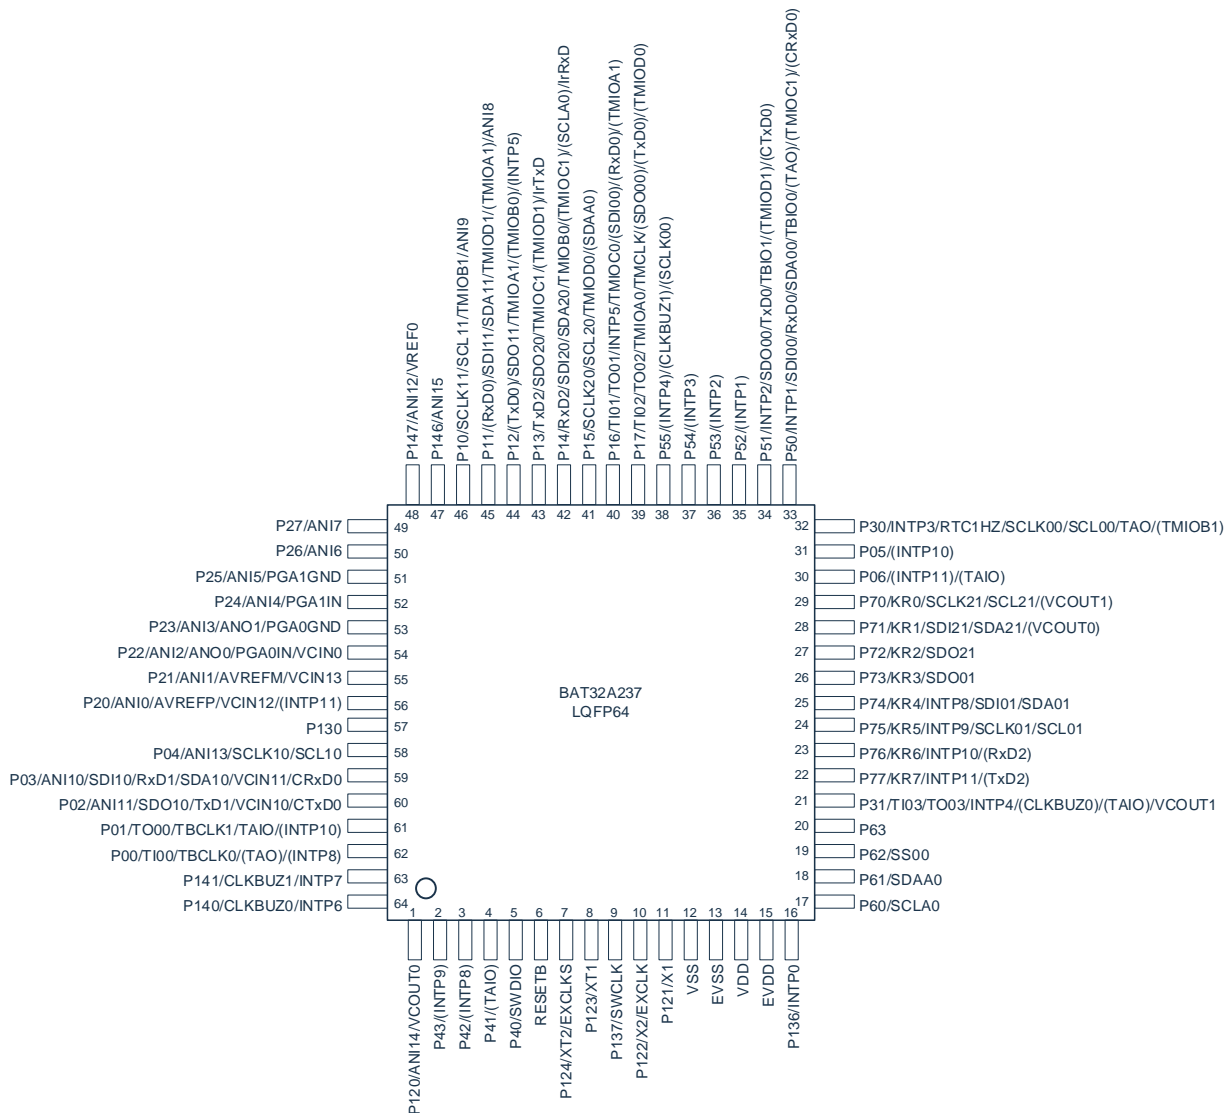 P147/ANI12/VREF0
P146/ANI15
P10/SCLK11/SCL11/TMIOB1/ANI9
P11/(RxD0)/SDI11/SDA11/TMIOD1/(TMIOA1)/ANI8
P12/(TxD0)/SDO11/TMIOA1/(TMIOB0)/(INTP5)
P13/TxD2/SDO20/TMIOC1/(TMIOD1)/IrTxD
P14/RxD2/SDI20/SDA20/TMIOB0/(TMIOC1)/(SCLA0)/IrRxD
P15/SCLK20/SCL20/TMIOD0/(SDAA0)
P16/TI01/TO01/INTP5/TMIOC0/(SDI00)/(RxD0)/(TMIOA1)
P17/TI02/TO02/TMIOA0/TMCLK/(SDO00)/(TxD0)/(TMIOD0)
P55/(INTP4)/(CLKBUZ1)/(SCLK00)
P54/(INTP3)
P53/(INTP2)
P52/(INTP1)
P51/INTP2/SDO00/TxD0/TBIO1/(TMIOD1)/(CTxD0)
P50/INTP1/SDI00/RxD0/SDA00/TBIO0/(TAO)/(TMIOC1)/(CRxD0)
48 47 46 45 44 43 42 41 40 39 38 37 36 35 34 33
P27/ANI7 49
P26/ANI6 50
P25/ANI5/PGA1GND 51
P24/ANI4/PGA1IN 52
P23/ANI3/ANO1/PGA0GND 53
P22/ANI2/ANO0/PGA0IN/VCIN0 54
P21/ANI1/AVREFM/VCIN13 55
P20/ANI0/AVREFP/VCIN12/(INTP11) 56
P130 57
P04/ANI13/SCLK10/SCL10 58
P03/ANI10/SDI10/RxD1/SDA10/VCIN11/CRxD0 59
P02/ANI11/SDO10/TxD1/VCIN10/CTxD0 60
P01/TO00/TBCLK1/TAIO/(INTP10) 61
P00/TI00/TBCLK0/(TAO)/(INTP8) 62
P141/CLKBUZ1/INTP7 63
P140/CLKBUZ0/INTP6 64
BAT32A237
LQFP64
32 P30/INTP3/RTC1HZ/SCLK00/SCL00/TAO/(TMIOB1)
31 P05/(INTP10)
30 P06/(INTP11)/(TAIO)
29 P70/KR0/SCLK21/SCL21/(VCOUT1)
28 P71/KR1/SDI21/SDA21/(VCOUT0)
27 P72/KR2/SDO21
26 P73/KR3/SDO01
25 P74/KR4/INTP8/SDI01/SDA01
24 P75/KR5/INTP9/SCLK01/SCL01
23 P76/KR6/INTP10/(RxD2)
22 P77/KR7/INTP11/(TxD2)
21 P31/TI03/TO03/INTP4/(CLKBUZ0)/(TAIO)/VCOUT1
20 P63
19 P62/SS00
18 P61/SDAA0
17 P60/SCLA0
1 2 3 4 5 6 7 8 9 10 11 12 13 14 15 16
P120/ANI14/VCOUT0
P43/(INTP9)
P42/(INTP8)
P41/(TAIO)
P40/SWDIO
RESETB
P124/XT2/EXCLKS
P123/XT1
P137/SWCLK
P122/X2/EXCLK
P121/X1
VSS
EVSS
VDD
EVDD
P136/INTP0